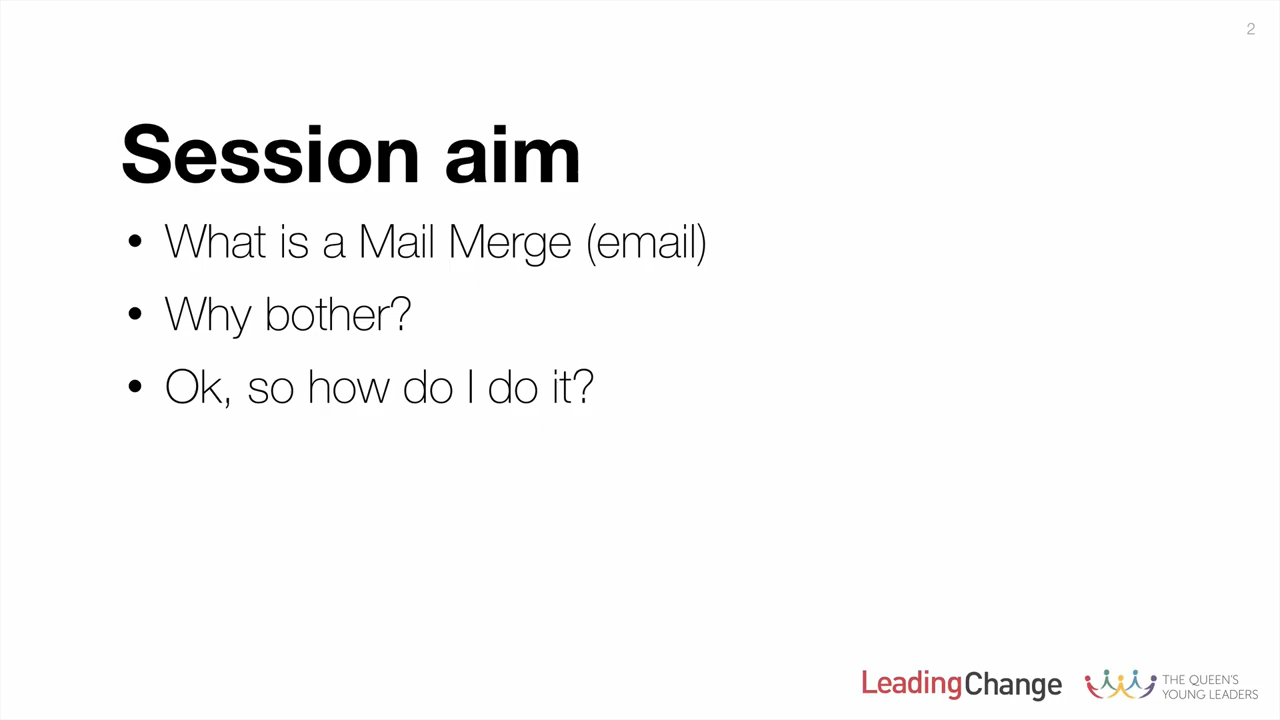 2
Session aim
• What is a Mail Merge (email)
• Why bother?
• Ok, so how do I do it?
LeadingChange
THE QUEEN'S
YOUNG LEADERS